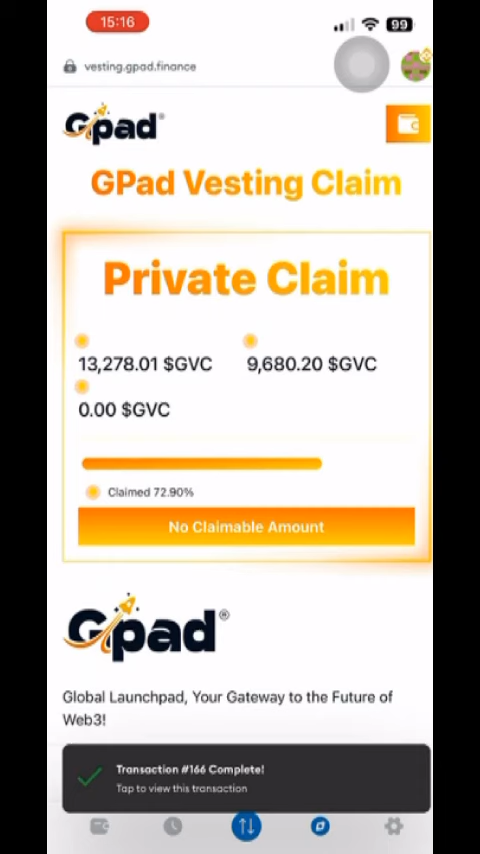 15:16
99
vesting.gpad.finance
Gpad®
GPad Vesting Claim
Private Claim
13,278.01 $GVC
9,680.20 $GVC
0.00 $GVC
Claimed 72.90%
No Claimable Amount
Gpad®
Global Launchpad, Your Gateway to the Future of
Web3!
Transaction #166 Complete!
Tap to view this transaction